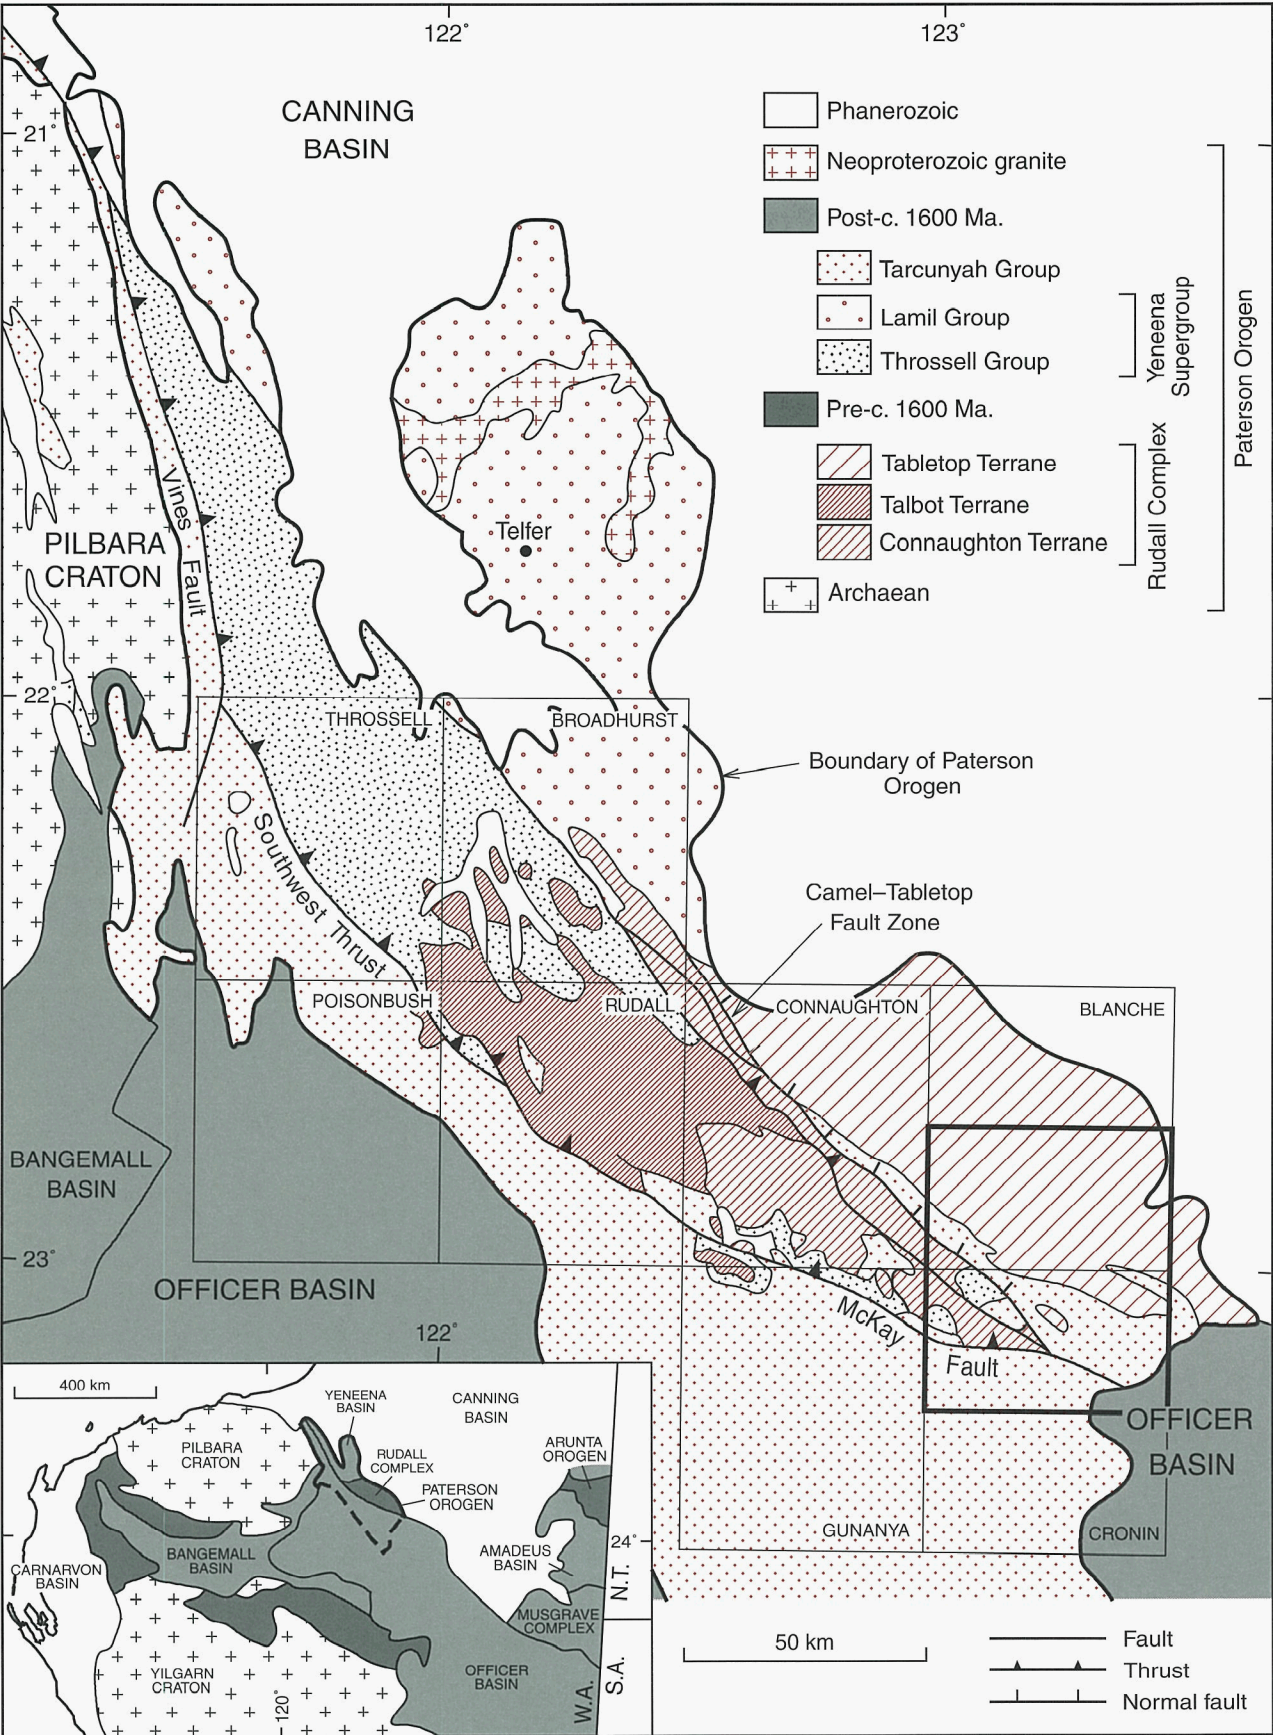 122°
123°
21°
CANNING
BASIN
Phanerozoic
Neoproterozoic granite
Post-c. 1600 Ma.
Tarcunyah Group
Lamil Group
Throssell Group
Yeneena
Supergroup
Pre-c. 1600 Ma.
Tabletop Terrane
Talbot Terrane
Connaughton Terrane
Rudall Complex
Archaean
Paterson Orogen
Vines Fault
PILBARA
CRATON
Telfer
22°
THROSSELL
BROADHURST
Boundary of Paterson
Orogen
Southwest Thrust
Camel–Tabletop
Fault Zone
POISONBUSH
RUDALL
CONNAUGHTON
BLANCHE
BANGEMALL
BASIN
23°
OFFICER BASIN
122°
McKay
Fault
OFFICER
BASIN
GUNANYA
CRONIN
24°
50 km
Fault
Thrust
Normal fault
400 km
YENEENA
BASIN
CANNING
BASIN
PILBARA
CRATON
RUDALL
COMPLEX
PATERSON
OROGEN
ARUNTA
OROGEN
BANGEMALL
BASIN
CARNARVON
BASIN
AMADEUS
BASIN
N.T.
MUSGRAVE
COMPLEX
YILGARN
CRATON
120°
OFFICER
BASIN
W.A.
S.A.